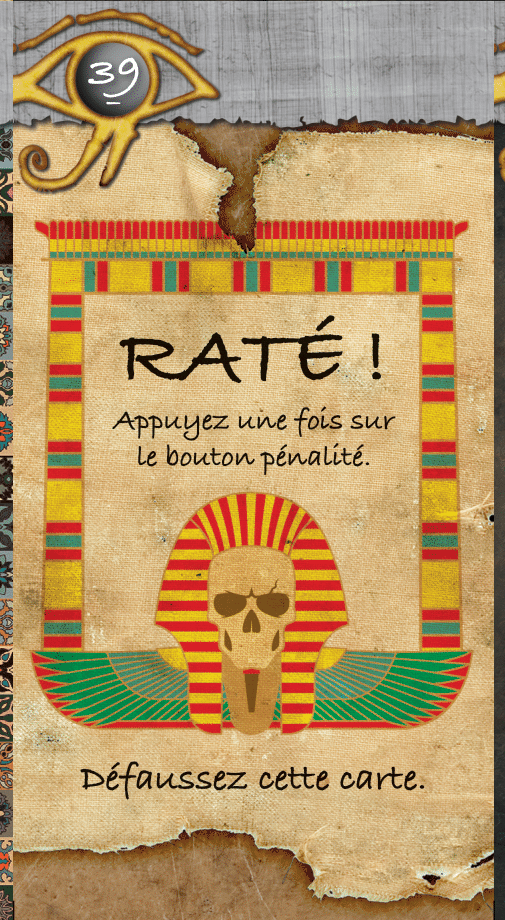 39
RATÉ !
Appuyez une fois sur
le bouton pénalité.
Défaussez cette carte.